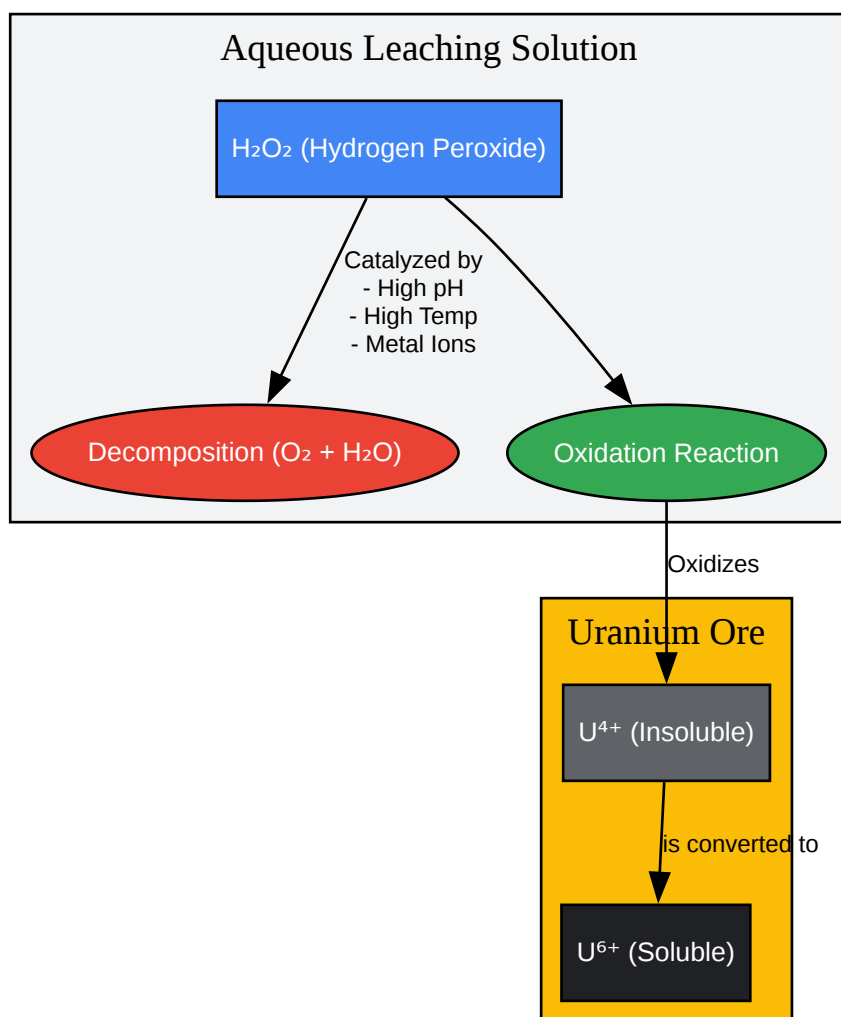 Aqueous Leaching Solution
H₂O₂ (Hydrogen Peroxide)
Catalyzed by
- High pH
- High Temp
- Metal Ions
Decomposition (O₂ + H₂O)
Oxidation Reaction
Oxidizes
Uranium Ore
U⁴⁺ (Insoluble)
is converted to
U⁶⁺ (Soluble)